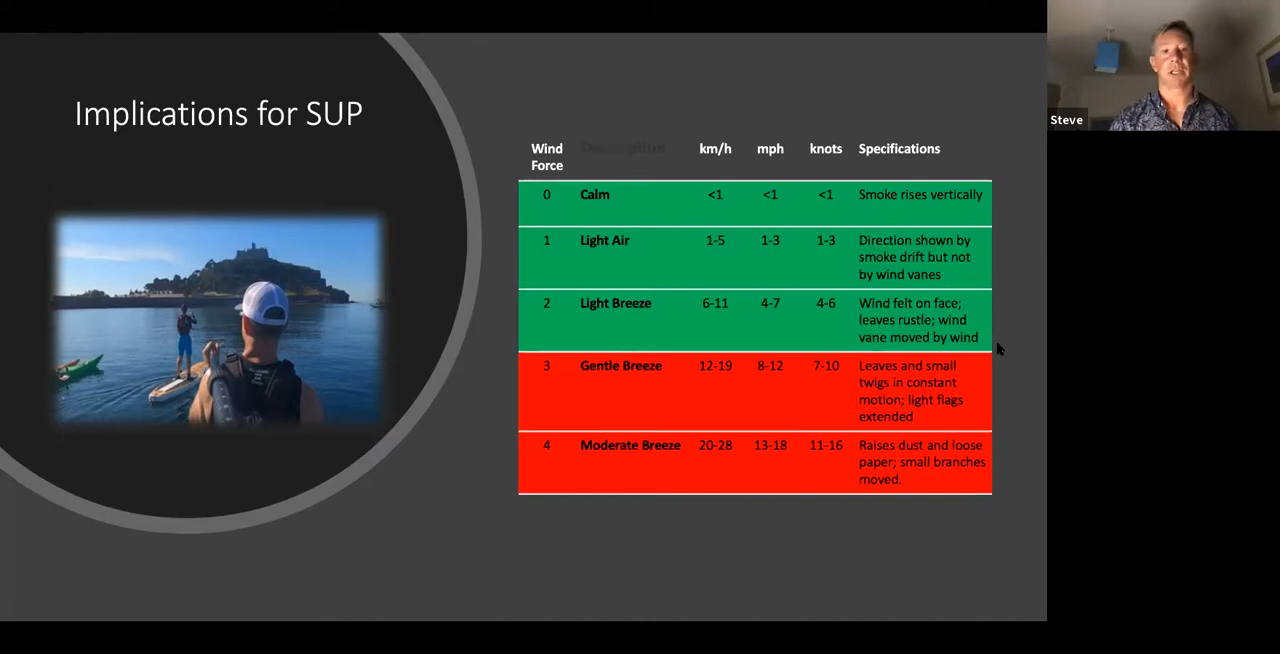 Implications for SUP
Steve
Wind Force Description km/h mph knots Specifications
0 Calm <1 <1 <1 Smoke rises vertically
1 Light Air 1-5 1-3 1-3 Direction shown by
smoke drift but not
by wind vanes
2 Light Breeze 6-11 4-7 4-6 Wind felt on face;
leaves rustle; wind
vane moved by wind
3 Gentle Breeze 12-19 8-12 7-10 Leaves and small
twigs in constant
motion; light flags
extended
4 Moderate Breeze 20-28 13-18 11-16 Raises dust and loose
paper; small branches
moved.